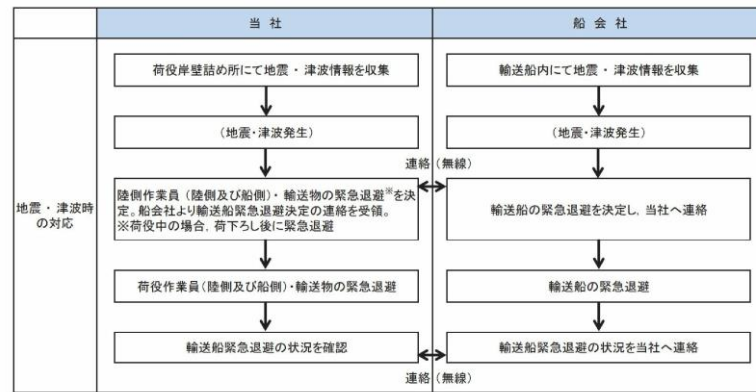 当 社
船 会 社
地震・津波時
の対応
荷役岸壁詰め所にて地震・津波情報を収集
輸送船内にて地震・津波情報を収集
(地震・津波発生)
(地震・津波発生)
連絡(無線)
陸側作業員(陸側及び船側)・輸送物の緊急退避※を決
定。船会社より輸送船緊急退避決定の連絡を受領。
※荷役中の場合,荷下ろし後に緊急退避
輸送船の緊急退避を決定し,当社へ連絡
荷役作業員(陸側及び船側)・輸送物の緊急退避
輸送船の緊急退避
輸送船緊急退避の状況を確認
輸送船緊急退避の状況を当社へ連絡
連絡(無線)